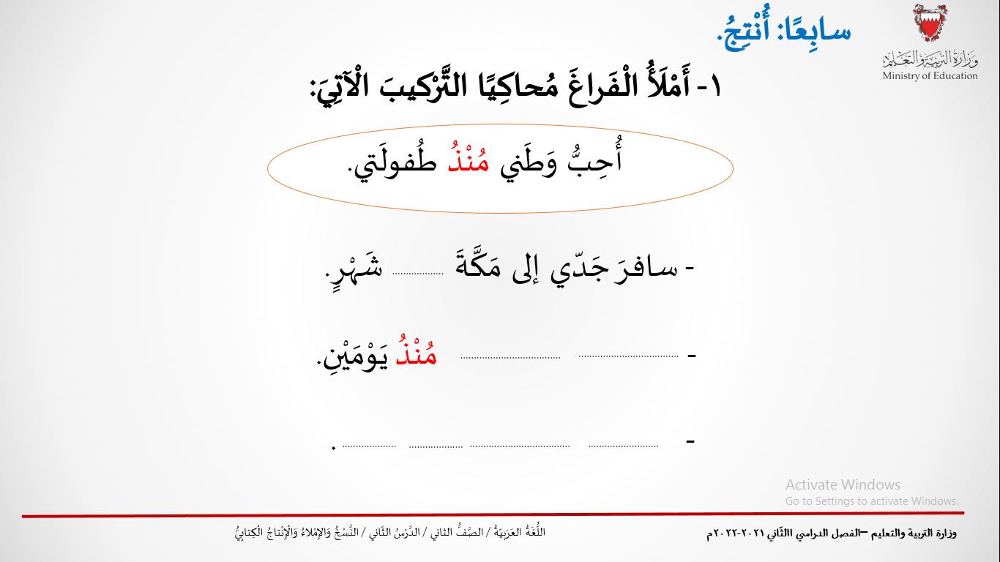 سابِعًا: أُنْتِجُ.
وزارة التربية والتعليم
Ministry of Education
١- أَمْلَأُ الْفَراغَ مُحاكِيًا التَّرْكيبَ الْآتِيَ:
أُحِبُّ وَطَني مُنْذُ طُفولَتي.
- سافرَ جَدّي إلى مَكَّةَ ................... شَهْرٍ.
- ..................................... ..................................... مُنْذُ يَوْمَيْنِ.
- .......................... ..................................... .................... .................... .
Activate Windows
Go to Settings to activate Windows.
وزارة التربية والتعليم –الفصل الدراسي االثّاني ٢٠٢١-٢٠٢٢م
اللُّغَةُ العَرَبيّةُ / الصَّفُّ الثاني / الدَّرْسُ الثّاني / النَّسْخُ وَالإمْلاءُ وَالْإِنْتاجُ الْكِتابِيُّ